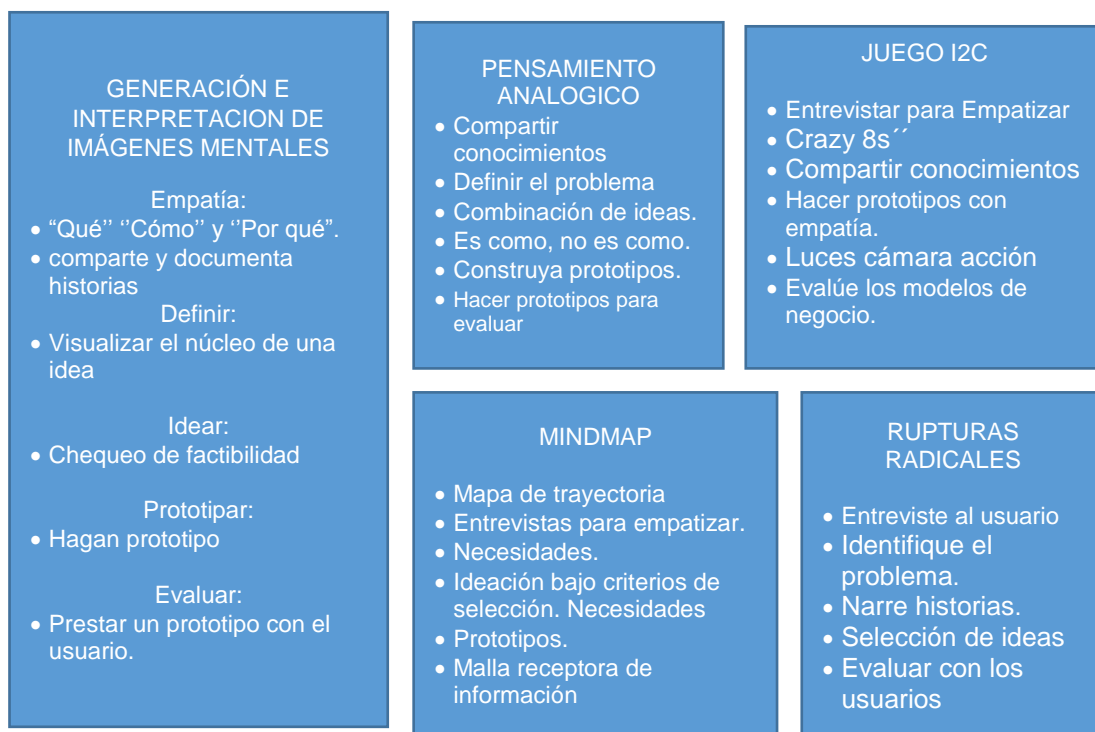 GENERACIÓN E
INTERPRETACION DE
IMÁGENES MENTALES
Empatía:
• “Qué’’ ‘’Cómo’’ y ‘’Por qué”.
• comparte y documenta
historias
Definir:
• Visualizar el núcleo de una
idea
Idear:
• Chequeo de factibilidad
Prototipar:
• Hagan prototipo
Evaluar:
• Prestar un prototipo con el
usuario.
PENSAMIENTO
ANALOGICO
• Compartir
conocimientos
• Definir el problema
• Combinación de ideas.
• Es como, no es como.
• Construya prototipos.
• Hacer prototipos para
evaluar
JUEGO I2C
• Entrevistar para Empatizar
• Crazy 8s´´
• Compartir conocimientos
• Hacer prototipos con
empatía.
• Luces cámara acción
• Evalúe los modelos de
negocio.
MINDMAP
• Mapa de trayectoria
• Entrevistas para empatizar.
• Necesidades.
• Ideación bajo criterios de
selección. Necesidades
• Prototipos.
• Malla receptora de
información
RUPTURAS
RADICALES
• Entreviste al usuario
• Identifique el
problema.
• Narre historias.
• Selección de ideas
• Evaluar con los
usuarios